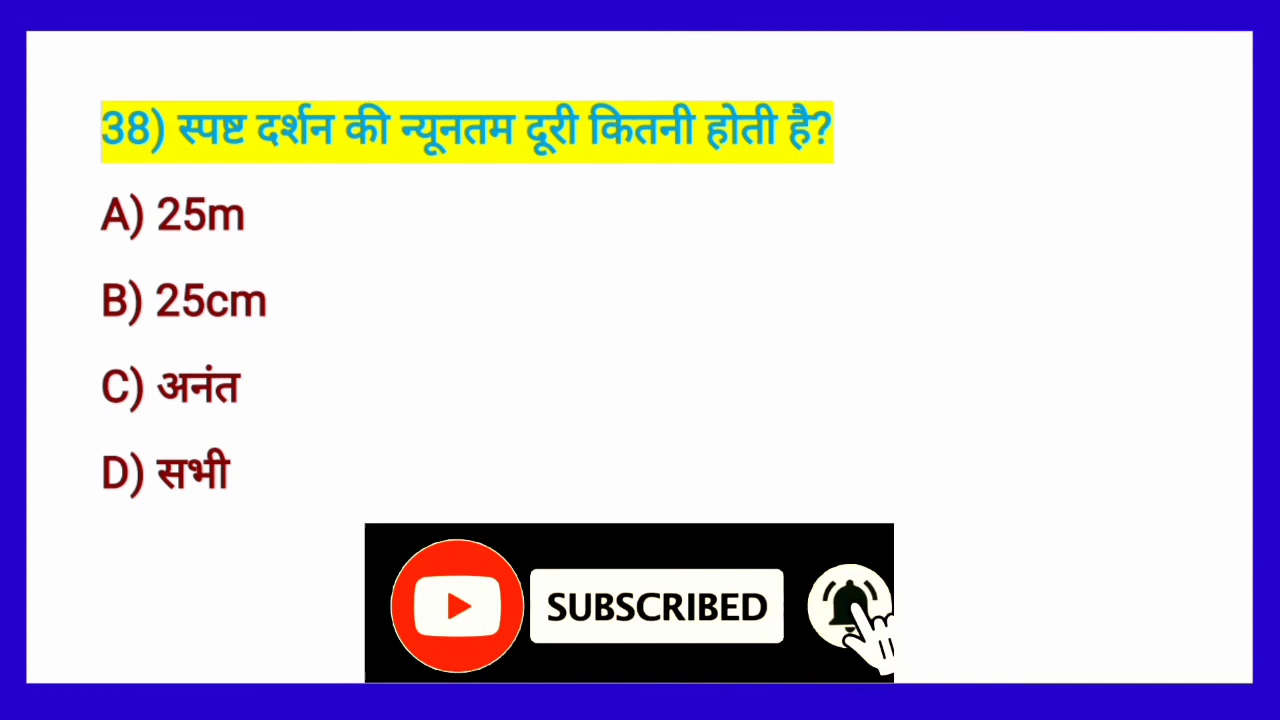 38) स्पष्ट दर्शन की न्यूनतम दूरी कितनी होती है?
A) 25m
B) 25cm
C) अनंत
D) सभी
SUBSCRIBED